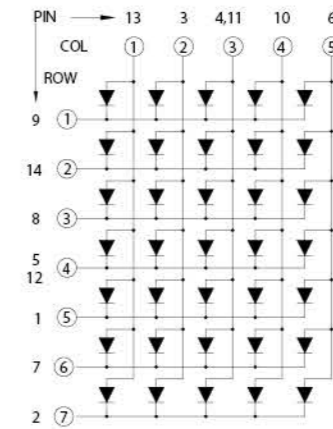 PIN 13 3 4,11 10 6
COL ① ② ③ ④ ⑤
ROW
9 ①
14 ②
8 ③
5
12 ④
1 ⑤
7 ⑥
2 ⑦